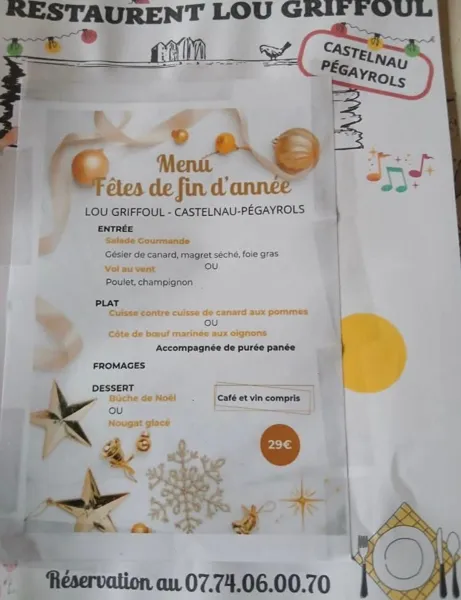 RESTAURENT LOU GRIFFOUL
CASTELNAU
PÉGAYROLS
Menu
Fêtes de fin d'année
LOU GRIFFOUL - CASTELNAU-PÉGAYROLS
ENTRÉE
Salade Gourmande
Gésier de canard, magret séché, foie gras
Vol au vent OU
Poulet, champignon
PLAT
Cuisse contre cuisse de canard aux pommes
OU
Côte de bœuf marinée aux oignons
Accompagnée de purée panée
FROMAGES
DESSERT
Bûche de Noël
Café et vin compris
OU
Nougat glacé
29€
Réservation au 07.74.06.00.70